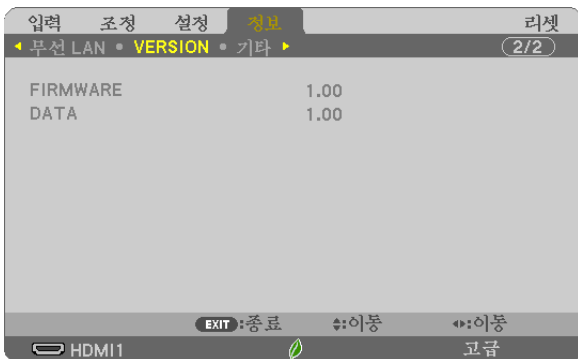 입력 조정 설정 정보 리셋
무선 LAN • VERSION • 기타 2/2
FIRMWARE 1.00
DATA 1.00
EXIT:종료 :이동 :이동
HDMI1 고급